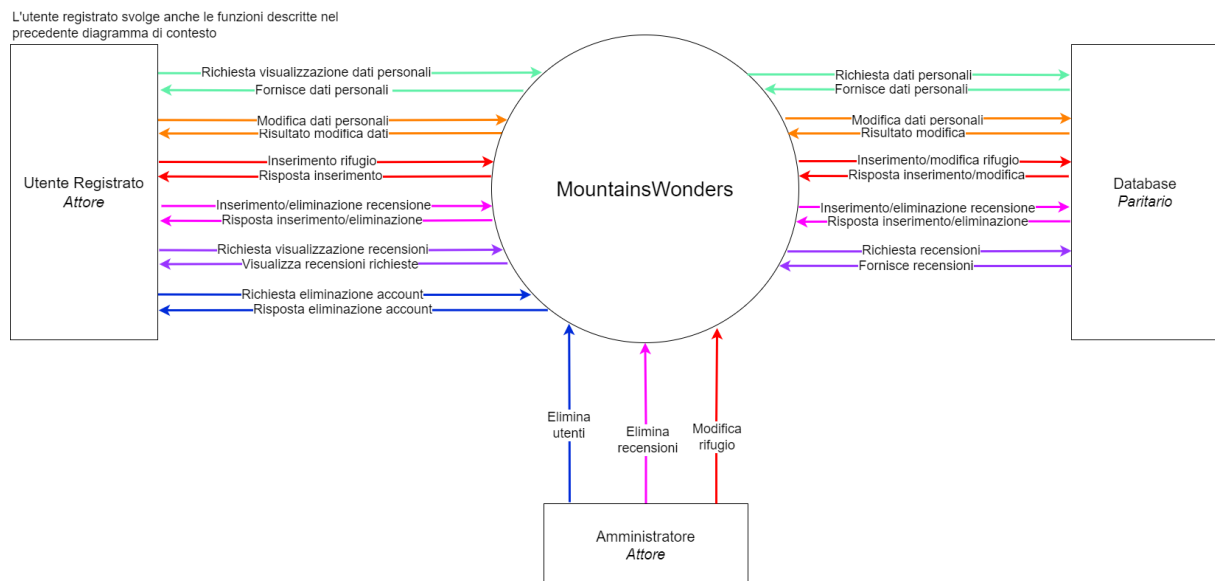 L'utente registrato svolge anche le funzioni descritte nel
precedente diagramma di contesto
Utente Registrato
Attore
Richiesta visualizzazione dati personali
Fornisce dati personali
Modifica dati personali
Risultato modifica dati
Inserimento rifugio
Risposta inserimento
Inserimento/eliminazione recensione
Risposta inserimento/eliminazione
Richiesta visualizzazione recensioni
Visualizza recensioni richieste
Richiesta eliminazione account
Risposta eliminazione account
MountainsWonders
Richiesta dati personali
Fornisce dati personali
Modifica dati personali
Risultato modifica
Inserimento/modifica rifugio
Risposta inserimento/modifica
Inserimento/eliminazione recensione
Risposta inserimento/eliminazione
Richiesta recensioni
Fornisce recensioni
Database
Paritario
Elimina
utenti
Elimina
recensioni
Modifica
rifugio
Amministratore
Attore